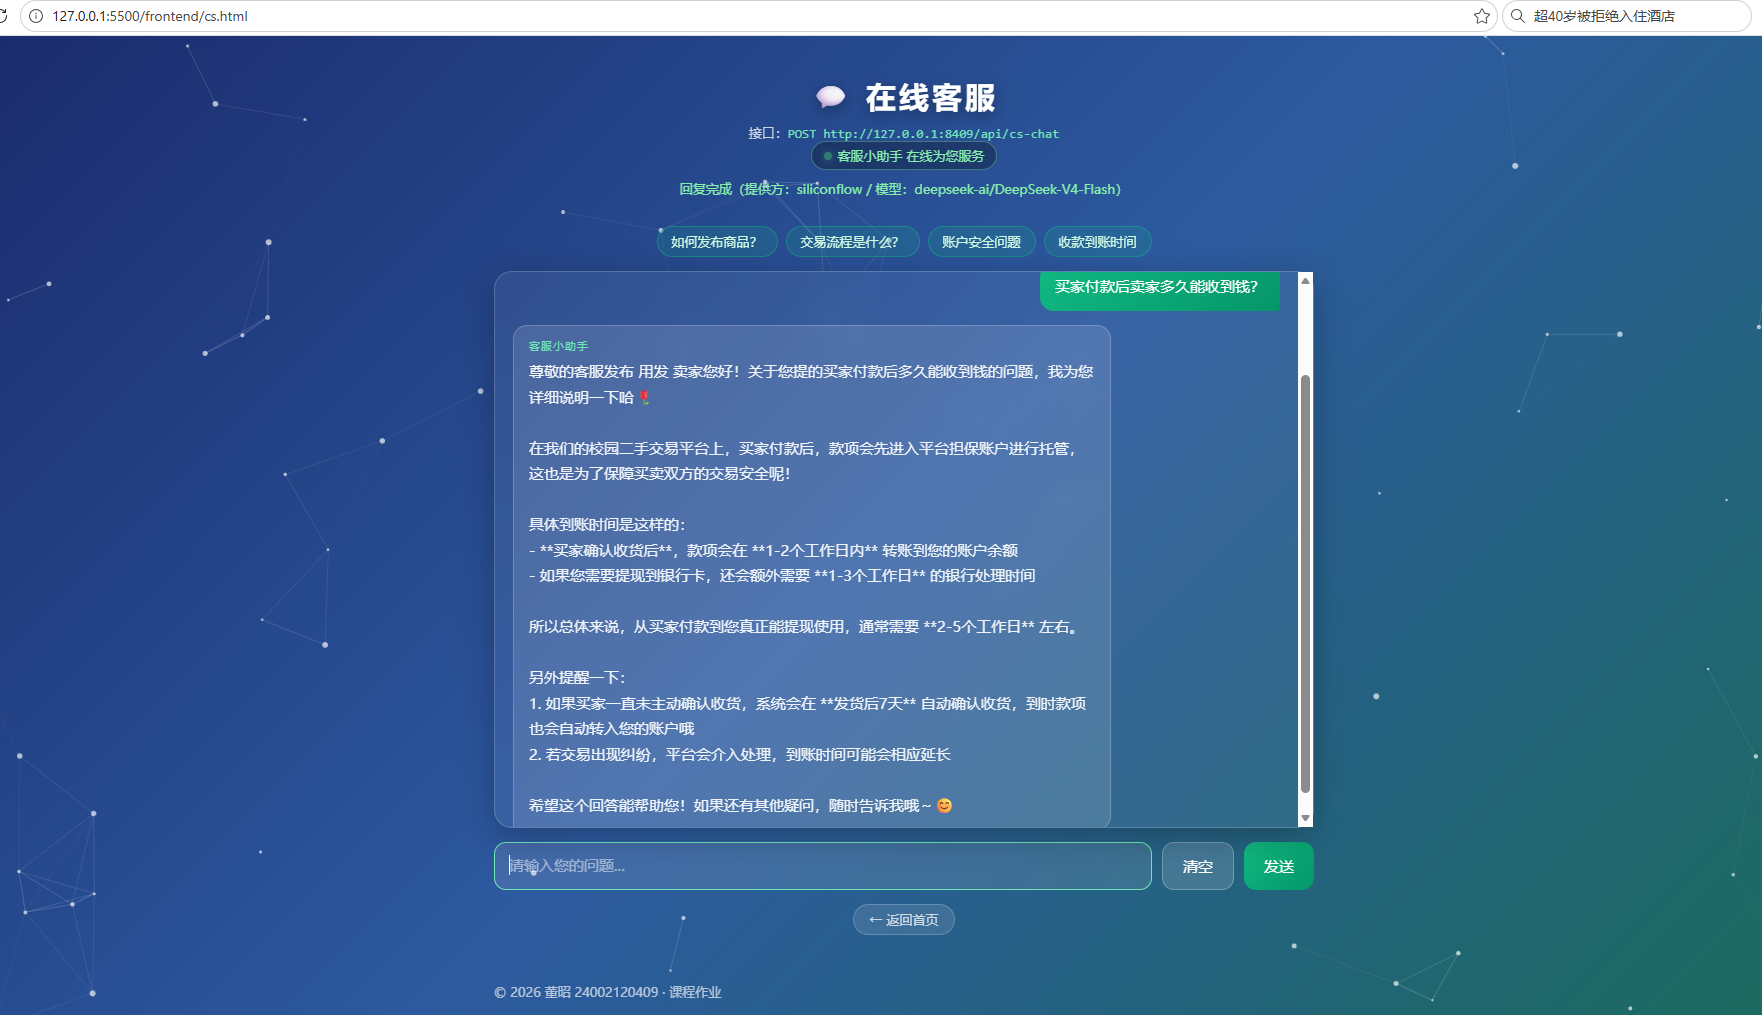 127.0.0.1:5500/frontend/cs.html
超40岁被拒绝入住酒店
在线客服
接口：POST http://127.0.0.1:8409/api/cs-chat
客服小助手 在线为您服务
回复完成（提供方：siliconflow / 模型：deepseek-ai/DeepSeek-V4-Flash）
如何发布商品？
交易流程是什么？
账户安全问题
收款到账时间
买家付款后卖家多久能收到钱？
客服小助手
尊敬的客服发布 用发 卖家您好！关于您提的买家付款后多久能收到钱的问题，我为您
详细说明一下哈🌷
在我们的校园二手交易平台上，买家付款后，款项会先进入平台担保账户进行托管，
这也是为了保障买卖双方的交易安全呢！
具体到账时间是这样的：
- **买家确认收货后**，款项会在 **1-2个工作日内** 转账到您的账户余额
- 如果您需要提现到银行卡，还会额外需要 **1-3个工作日** 的银行处理时间
所以总体来说，从买家付款到您真正能提现使用，通常需要 **2-5个工作日** 左右。
另外提醒一下：
1. 如果买家一直未主动确认收货，系统会在 **发货后7天** 自动确认收货，到时款项
也会自动转入您的账户哦
2. 若交易出现纠纷，平台会介入处理，到账时间可能会相应延长
希望这个回答能帮助您！如果还有其他疑问，随时告诉我哦～😊
请输入您的问题...
清空
发送
← 返回首页
© 2026 董昭 24002120409 · 课程作业